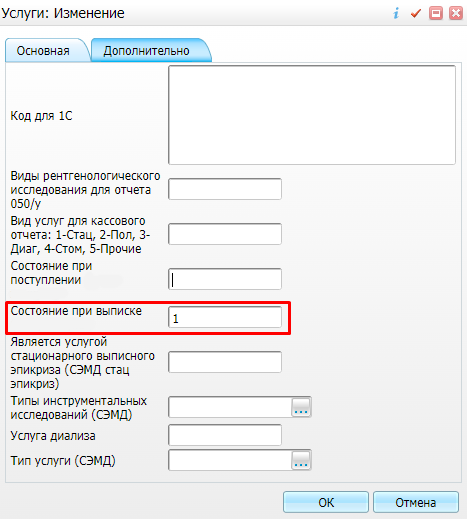 Услуги: Изменение
Основная
Дополнительно
Код для 1С
Виды рентгенологического
исследования для отчета
050/у
Вид услуг для кассового
отчета: 1-Стац, 2-Пол, 3-
Диаг, 4-Стом, 5-Прочие
Состояние при
поступлении
Состояние при выписке
1
Является услугой
стационарного выписного
эпикриза (СЭМД стац
эпикриз)
Типы инструментальных
исследований (СЭМД)
...
Услуга диализа
Тип услуги (СЭМД)
...
ОК
Отмена